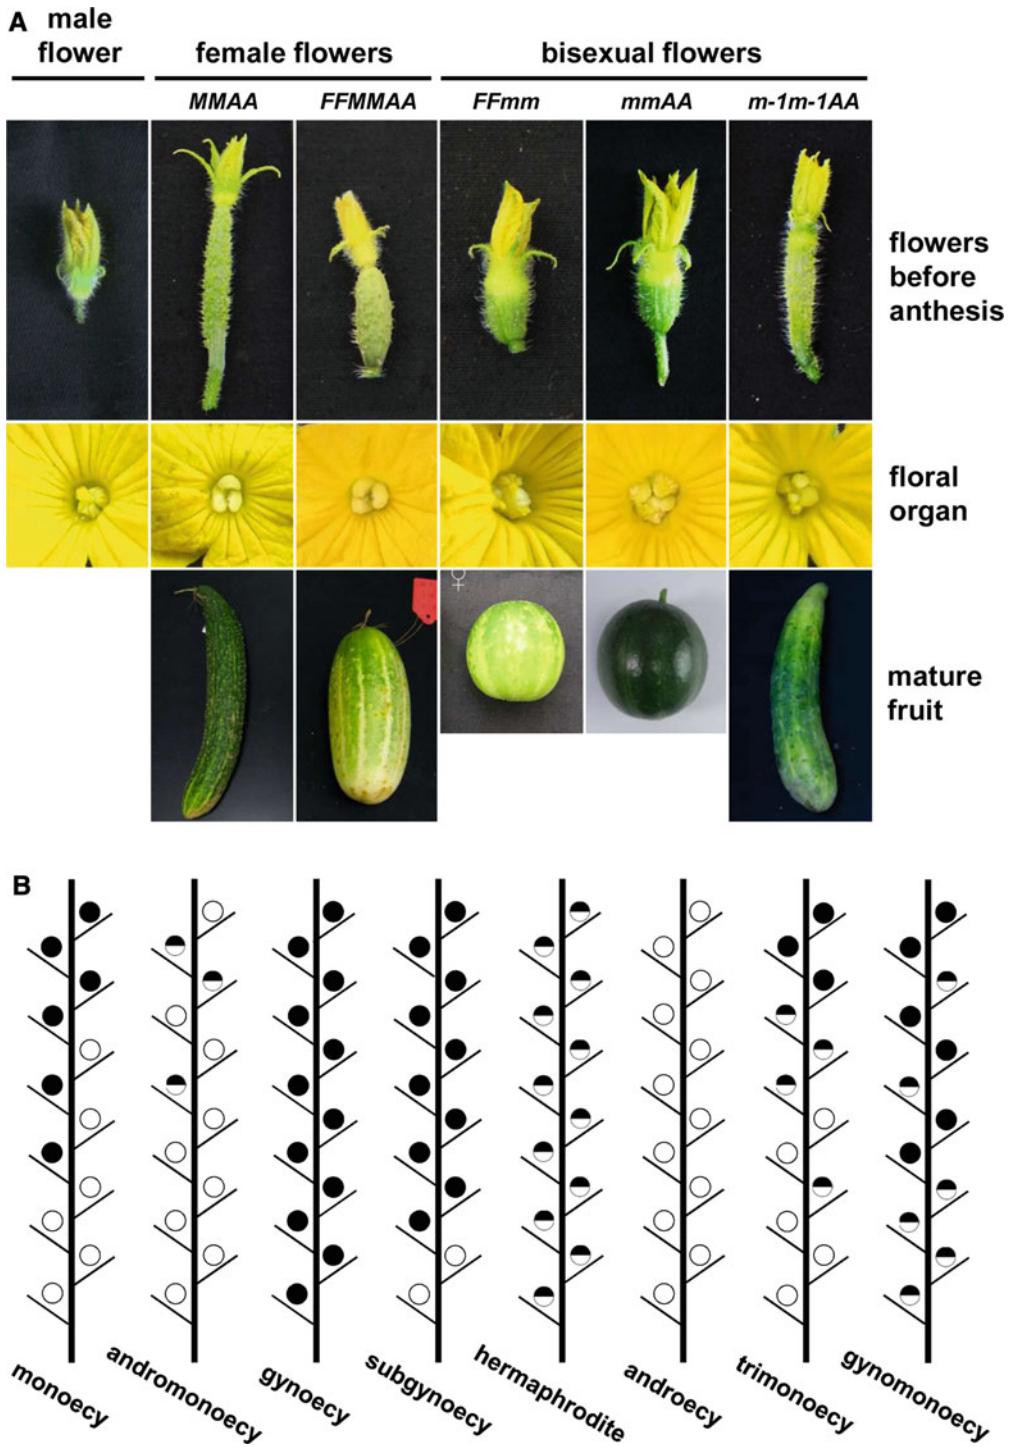 A
male
flower
female flowers
bisexual flowers
MMAA
FFMMAA
FFmm
mmAA
m-1m-1AA
flowers
before
anthesis
floral
organ
♀
mature
fruit
B
monoecy
andromonoecy
gynoecy
subgynoecy
hermaphrodite
androecy
trimonoecy
gynomonoecy